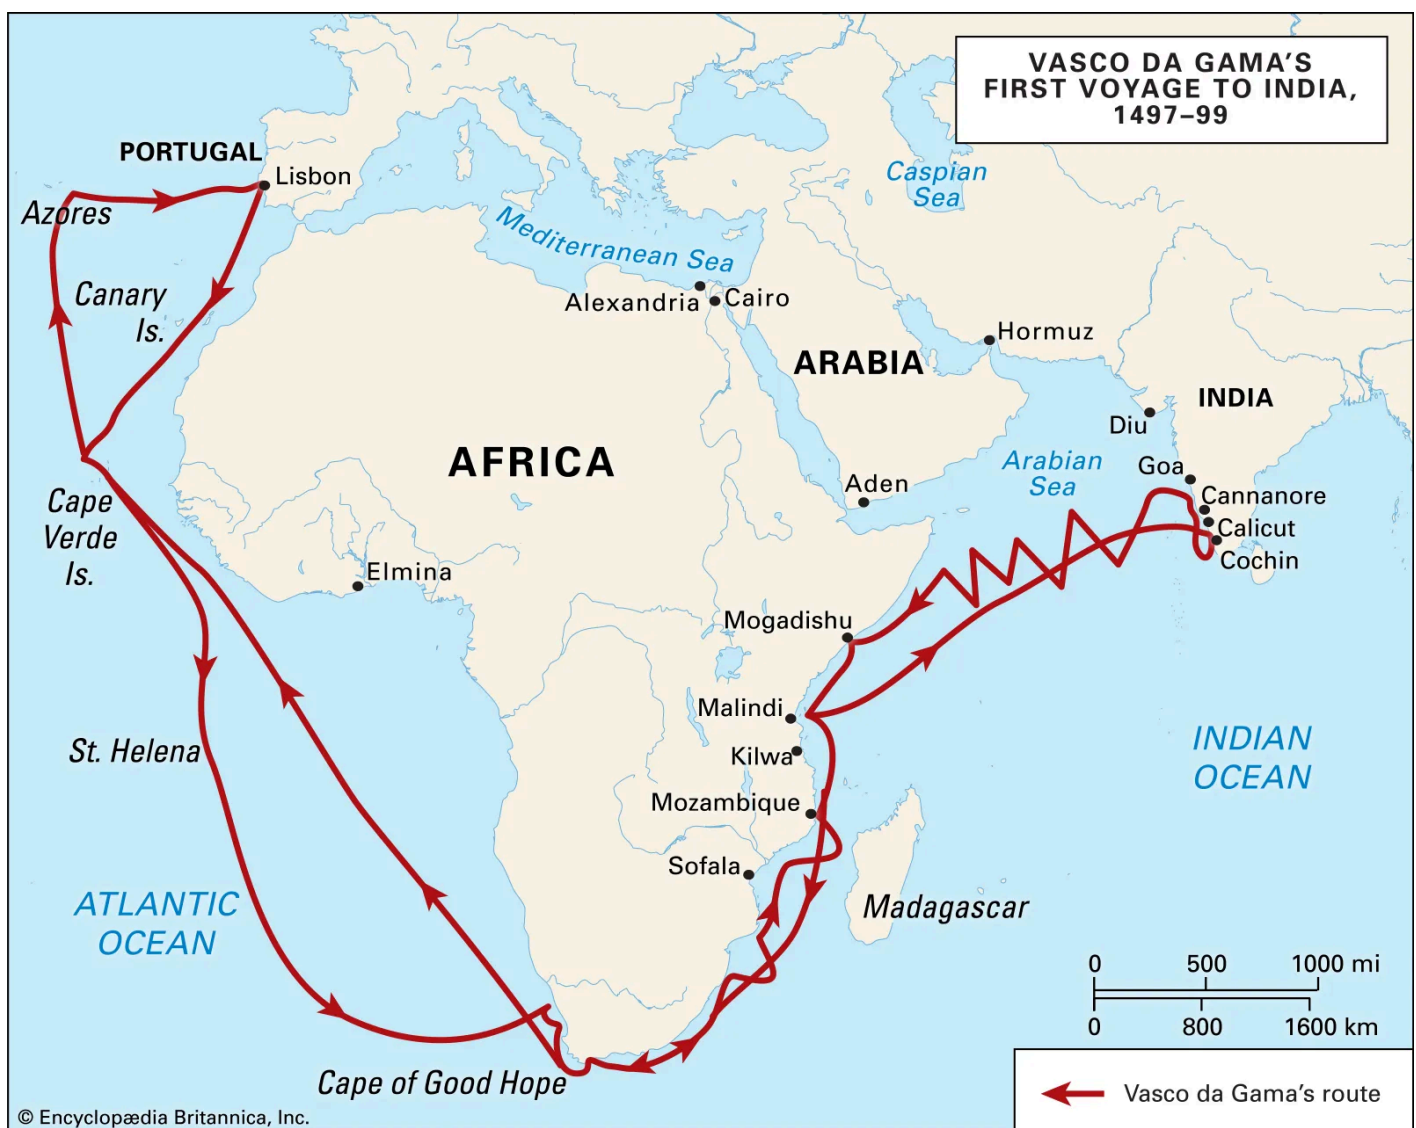 VASCO DA GAMA'S
FIRST VOYAGE TO INDIA,
1497–99
PORTUGAL
Lisbon
Azores
Canary
Is.
Mediterranean Sea
Caspian
Sea
Alexandria
Cairo
Hormuz
ARABIA
INDIA
Diu
AFRICA
Arabian
Sea
Goa
Aden
Cannanore
Calicut
Cochin
Cape
Verde
Is.
Elmina
Mogadishu
Malindi
Kilwa
St. Helena
INDIAN
OCEAN
Mozambique
Sofala
Madagascar
ATLANTIC
OCEAN
0 500 1000 mi
0 800 1600 km
Cape of Good Hope
Vasco da Gama's route
© Encyclopædia Britannica, Inc.